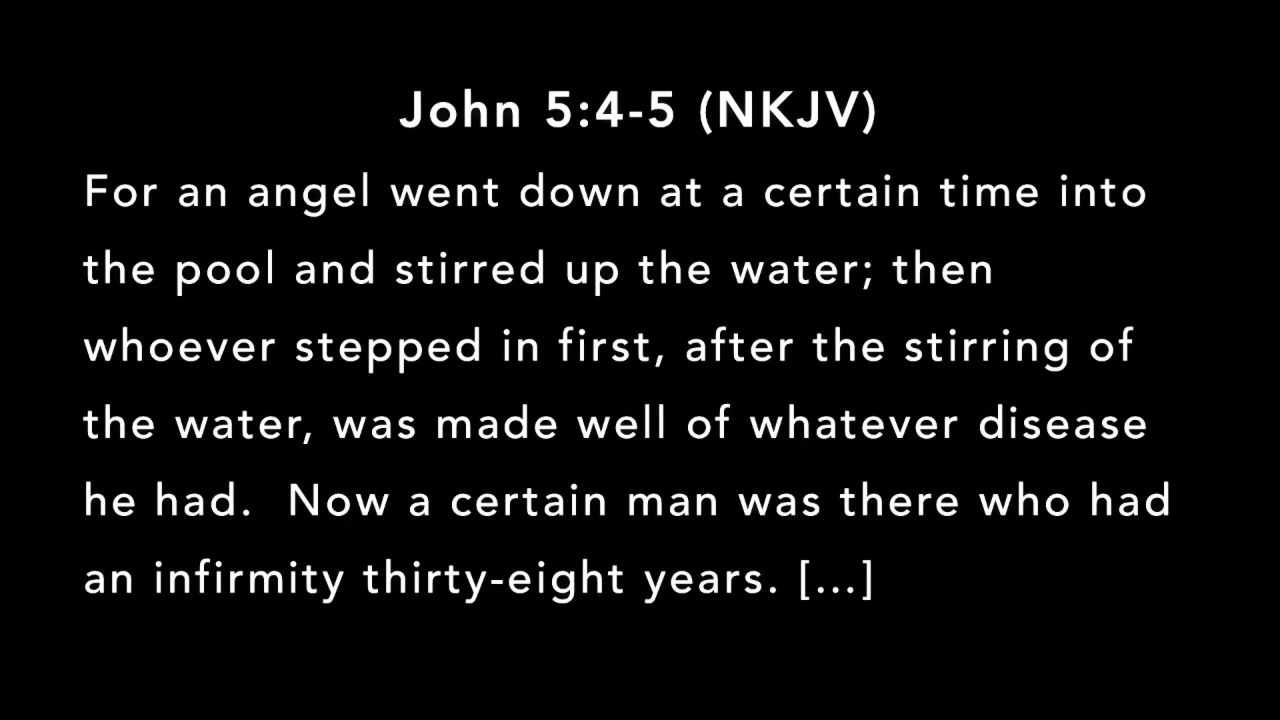 John 5:4-5 (NKJV)
For an angel went down at a certain time into
the pool and stirred up the water; then
whoever stepped in first, after the stirring of
the water, was made well of whatever disease
he had.  Now a certain man was there who had
an infirmity thirty-eight years. [...]